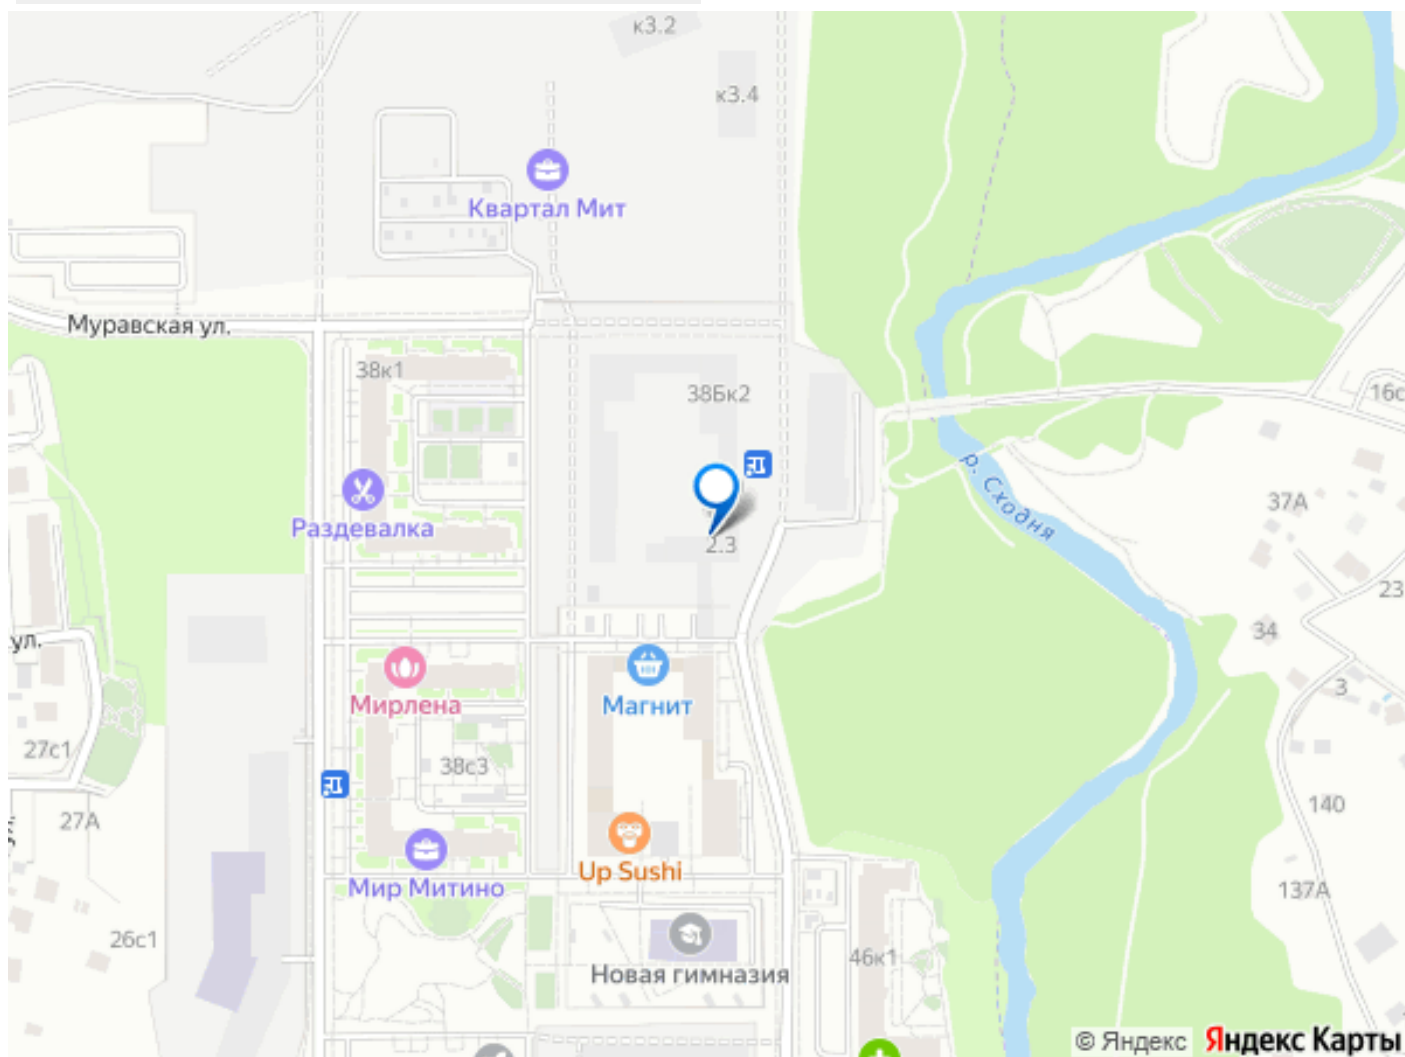 к3.2
к3.4
Квартал Мит
Муравская ул.
38к1
38Бк2
16с
р. Сходня
37А
Раздевалка
2.3
23
ул.
34
Мирлена
Магнит
3
27с1
38с3
140
27А
Up Sushi
Мир Митино
137А
26с1
46к1
Новая гимназия
© Яндекс Яндекс Карты